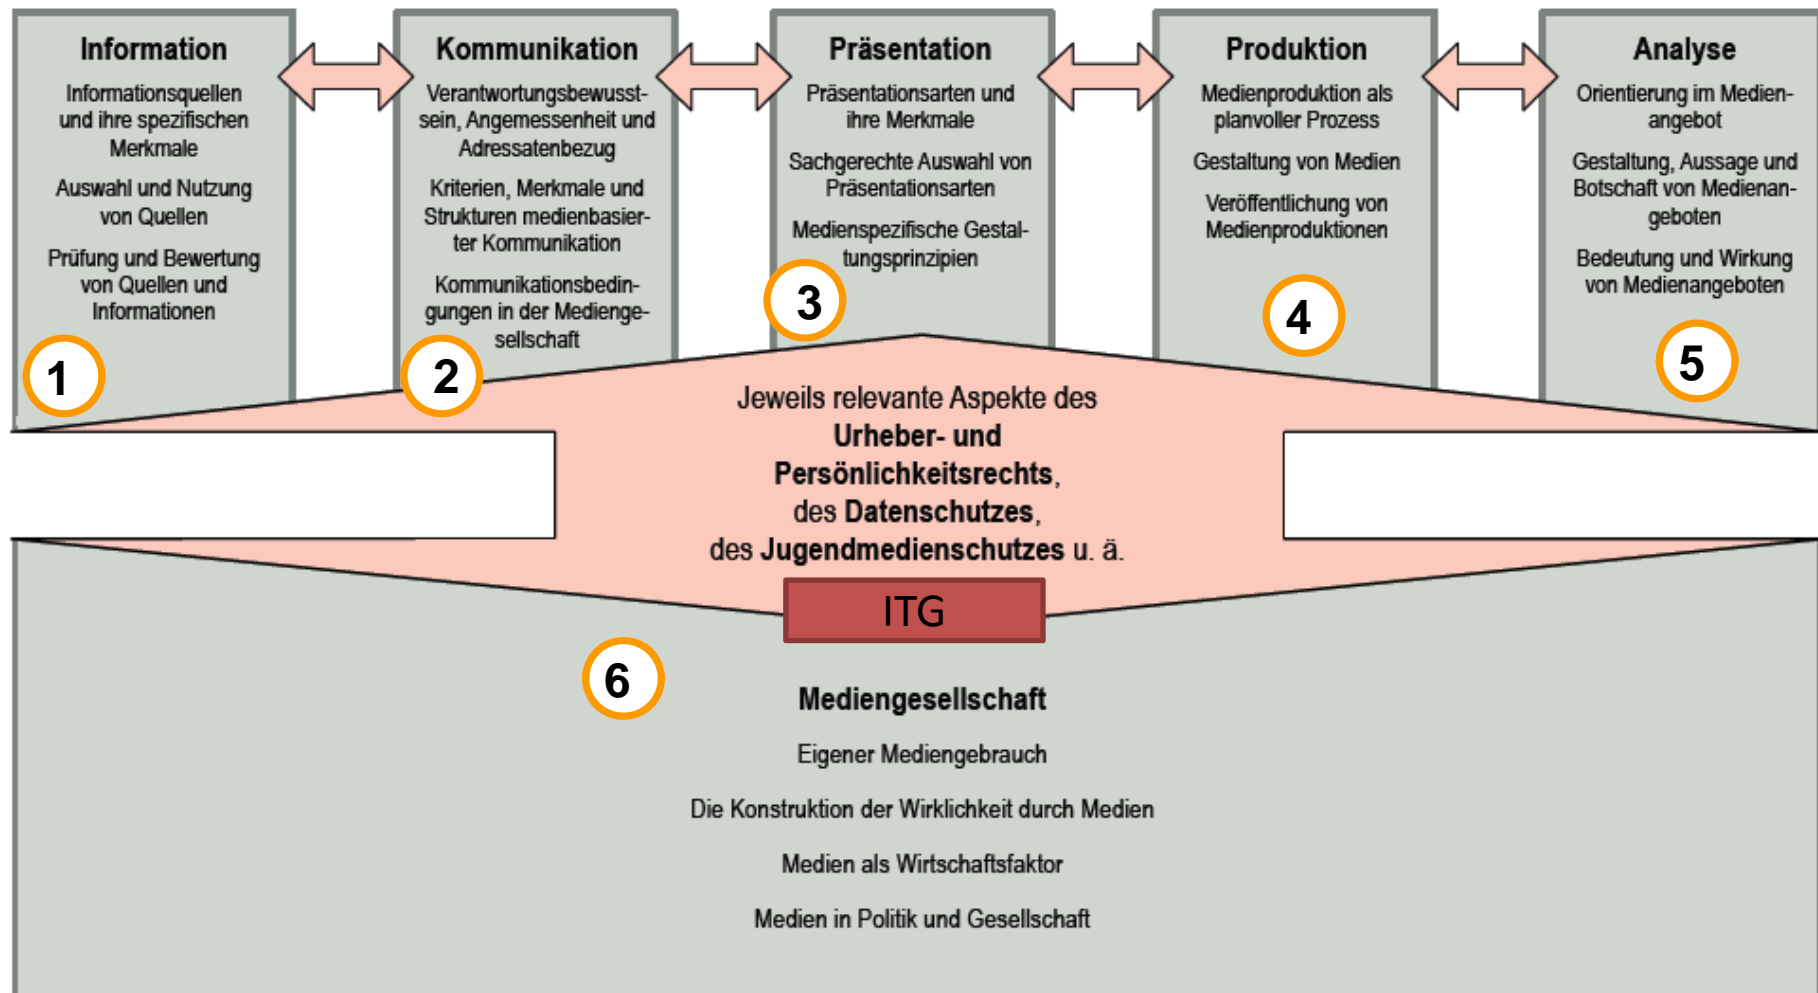 Information
Informationsquellen
und ihre spezifischen
Merkmale
Auswahl und Nutzung
von Quellen
Prüfung und Bewertung
von Quellen und
Informationen
1
Kommunikation
Verantwortungsbewusst-
sein, Angemessenheit und
Adressatenbezug
Kriterien, Merkmale und
Strukturen medienbasier-
ter Kommunikation
Kommunikationsbedin-
gungen in der Medienge-
sellschaft
2
Präsentation
Präsentationsarten und
ihre Merkmale
Sachgerechte Auswahl von
Präsentationsarten
Medienspezifische Gestal-
tungsprinzipien
3
Produktion
Medienproduktion als
planvoller Prozess
Gestaltung von Medien
Veröffentlichung von
Medienproduktionen
4
Analyse
Orientierung im Medien-
angebot
Gestaltung, Aussage und
Botschaft von Medienan-
geboten
Bedeutung und Wirkung
von Medienangeboten
5
Jeweils relevante Aspekte des
Urheber- und
Persönlichkeitsrechts,
des Datenschutzes,
des Jugendmedienschutzes u. ä.
ITG
6
Mediengesellschaft
Eigener Mediengebrauch
Die Konstruktion der Wirklichkeit durch Medien
Medien als Wirtschaftsfaktor
Medien in Politik und Gesellschaft